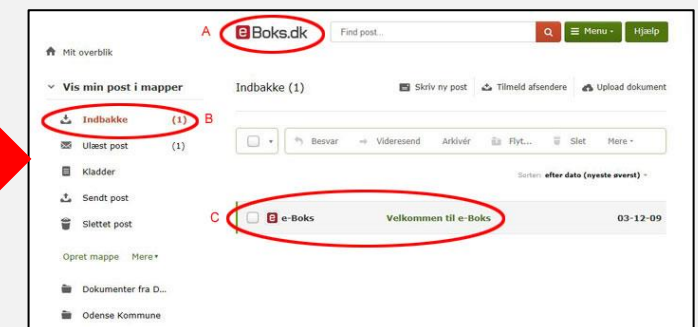 A e Boks.dk Find post... Menu Hjælp
Mit overblik
Vis min post i mapper
Indbakke (1) Skriv ny post Tilmeld afsendere Upload dokument
Indbakke (1) B
Ulæst post (1)
Besvar Videresend Arkivér Flyt... Slet Mere
Kladder
Sorter: efter dato (nyeste øverst)
Sendt post
Slettet post
C e e-Boks Velkommen til e-Boks 03-12-09
Opret mappe Mere
Dokumenter fra D...
Odense Kommune